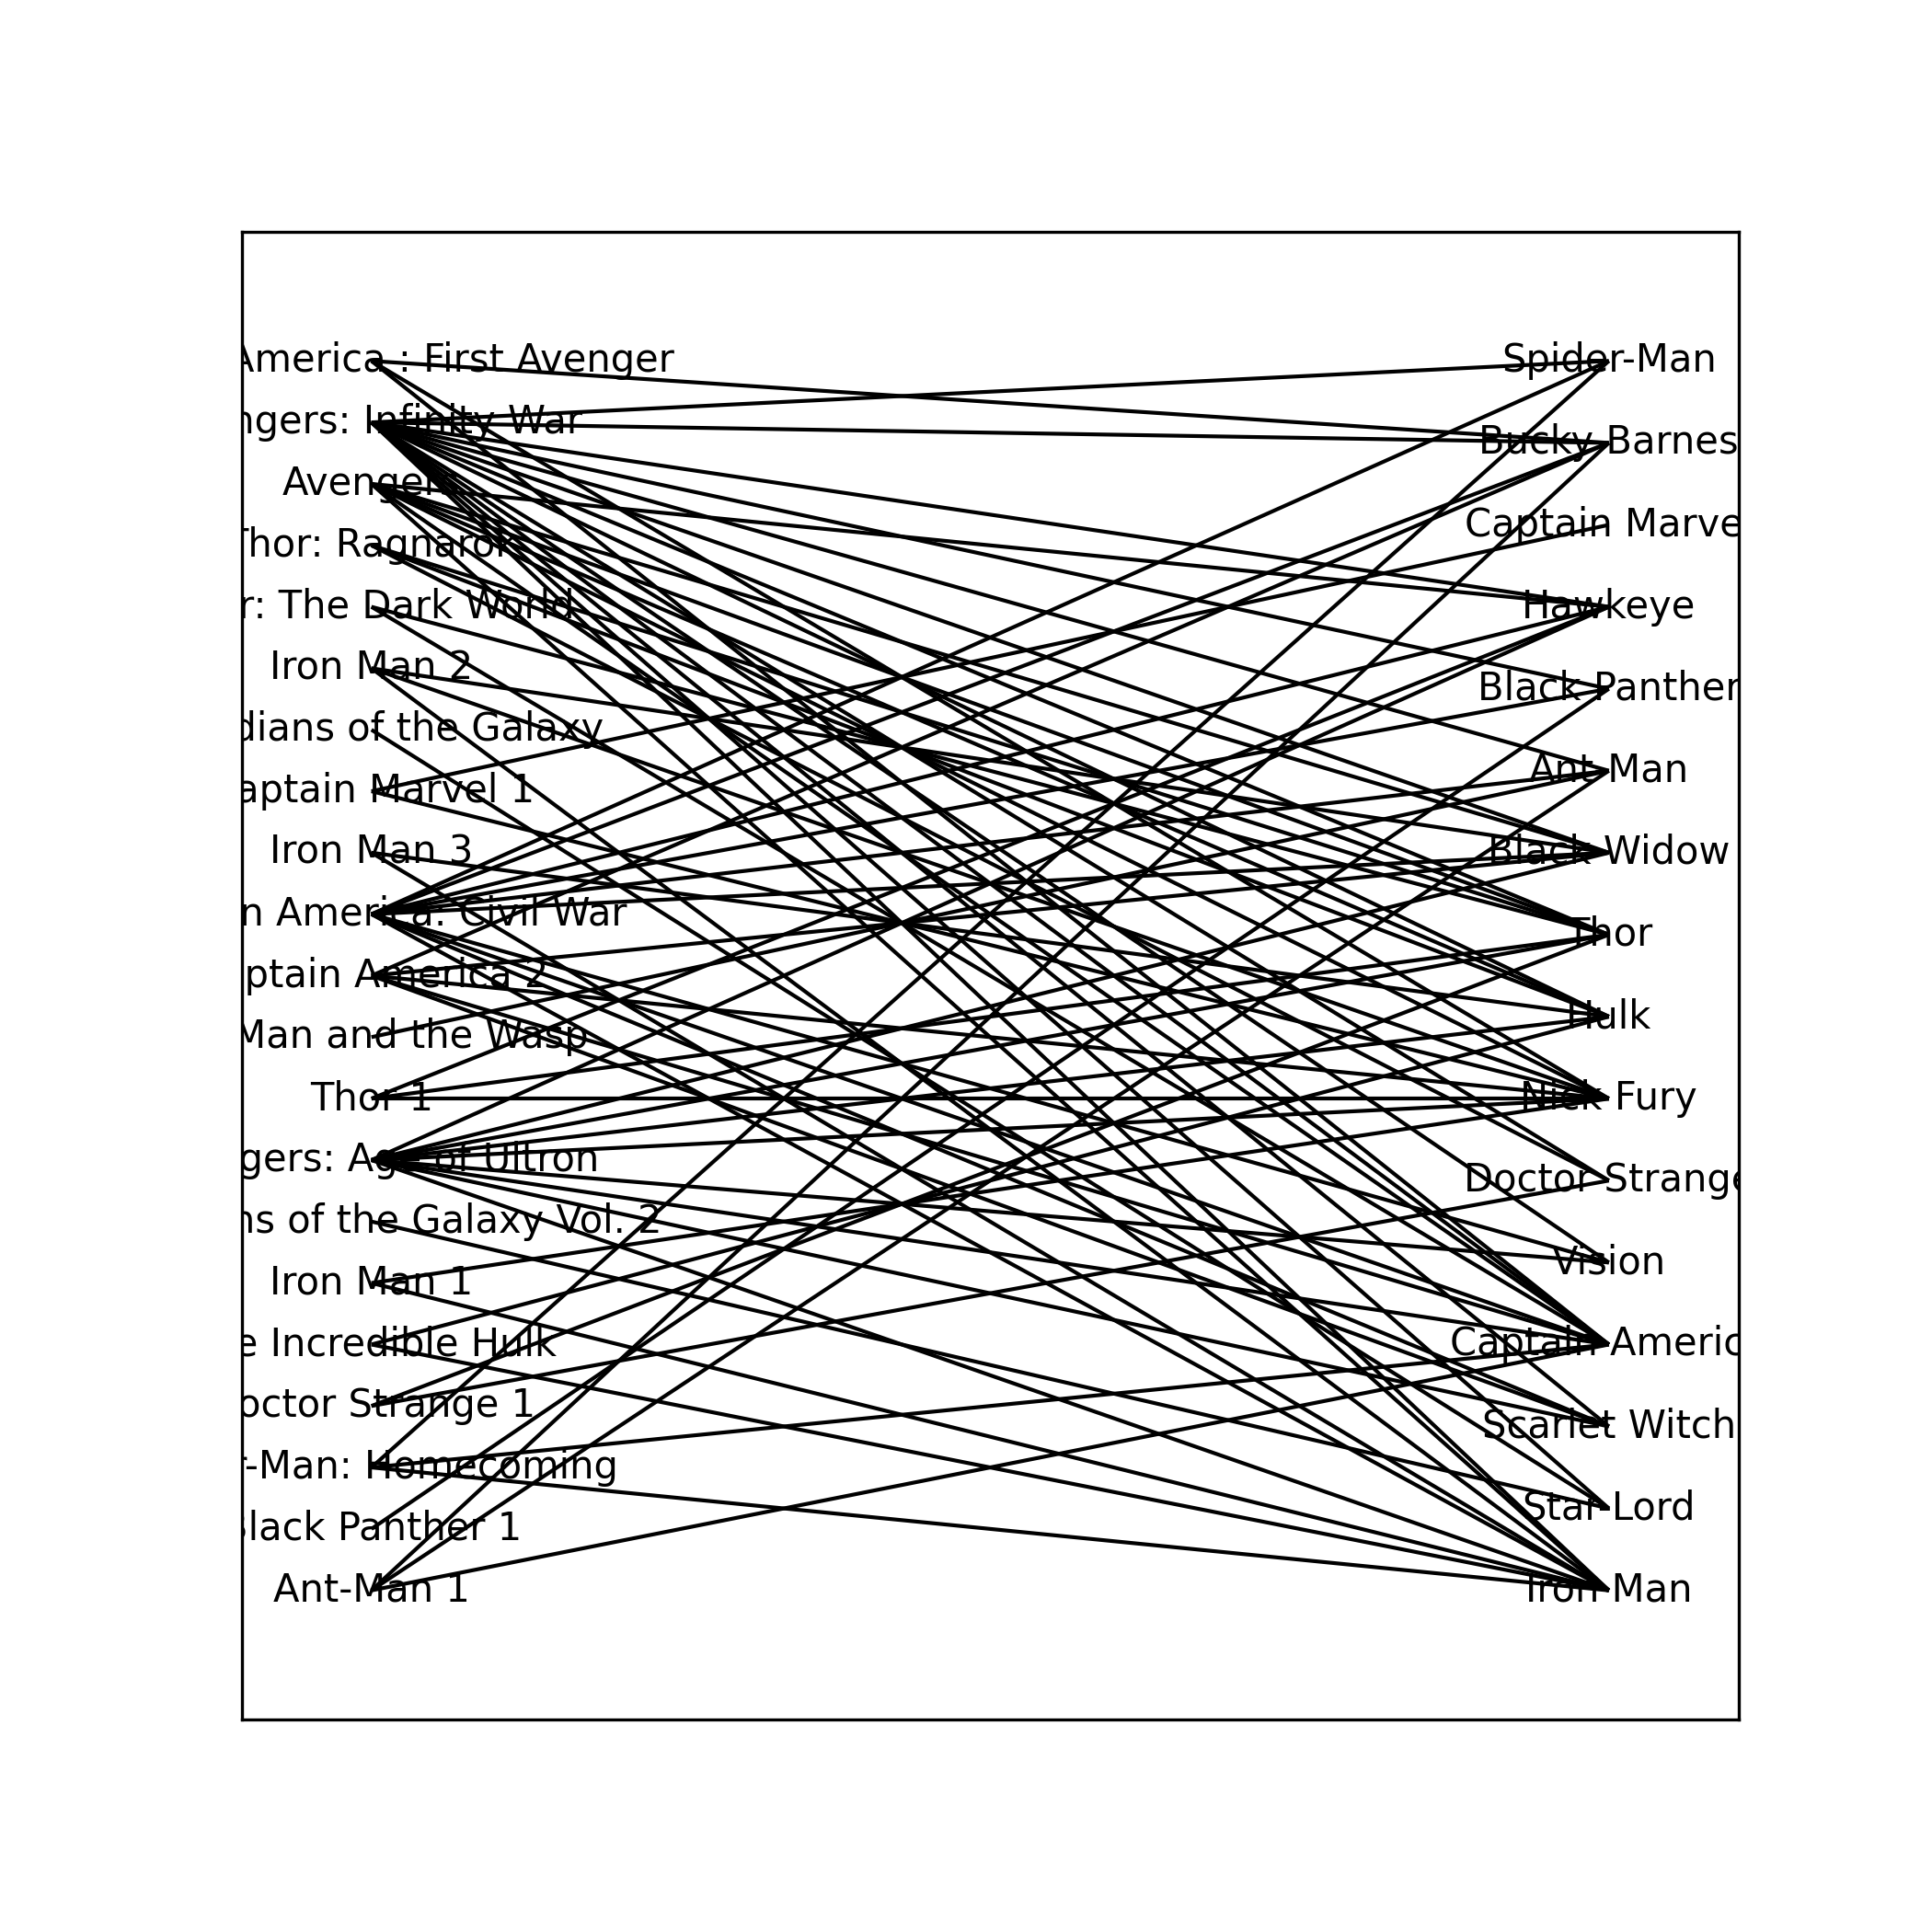 America : First Avenger
ngers: Infinity War
Avengers
Thor: Ragnarok
r: The Dark World
Iron Man 2
dians of the Galaxy
aptain Marvel 1
Iron Man 3
n America: Civil War
ptain America 2
Man and the Wasp
Thor 1
gers: Age of Ultron
ns of the Galaxy Vol. 2
Iron Man 1
e Incredible Hulk
octor Strange 1
r-Man: Homecoming
Black Panther 1
Ant-Man 1
Spider-Man
Bucky Barnes
Captain Marve
Hawkeye
Black Panther
Ant-Man
Black Widow
Thor
Hulk
Nick Fury
Doctor Strange
Vision
Captain Americ
Scarlet Witch
Star-Lord
Iron Man